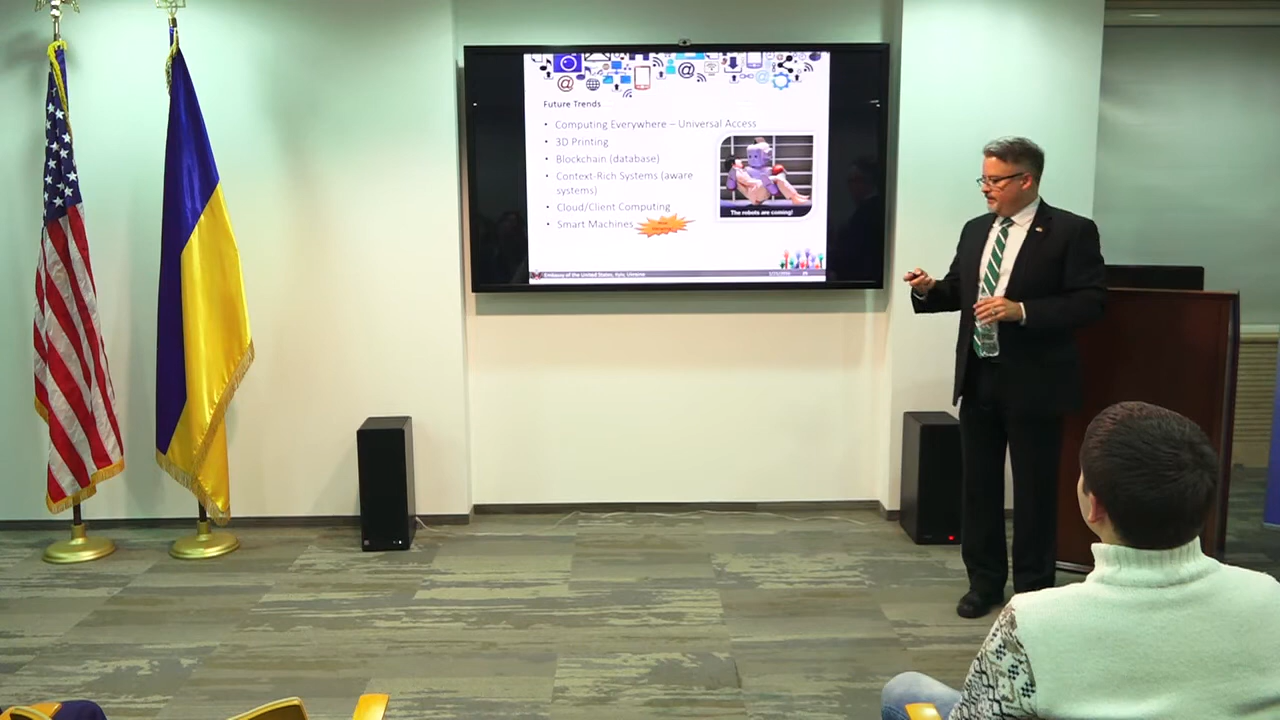 Future Trends
• Computing Everywhere – Universal Access
• 3D Printing
• Blockchain (database)
• Context-Rich Systems (aware
systems)
• Cloud/Client Computing
• Smart Machines
The robots are coming!
Embassy of the United States, Kyiv, Ukraine